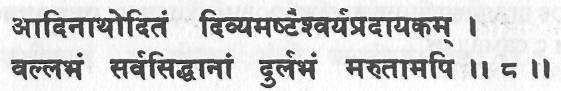 आदिनाथोदितं दिव्यमष्टैश्वर्यप्रदायकम् ।
वल्लभं सर्वसिद्धानां दुर्लभं मरुतामपि ।। ८ ।।